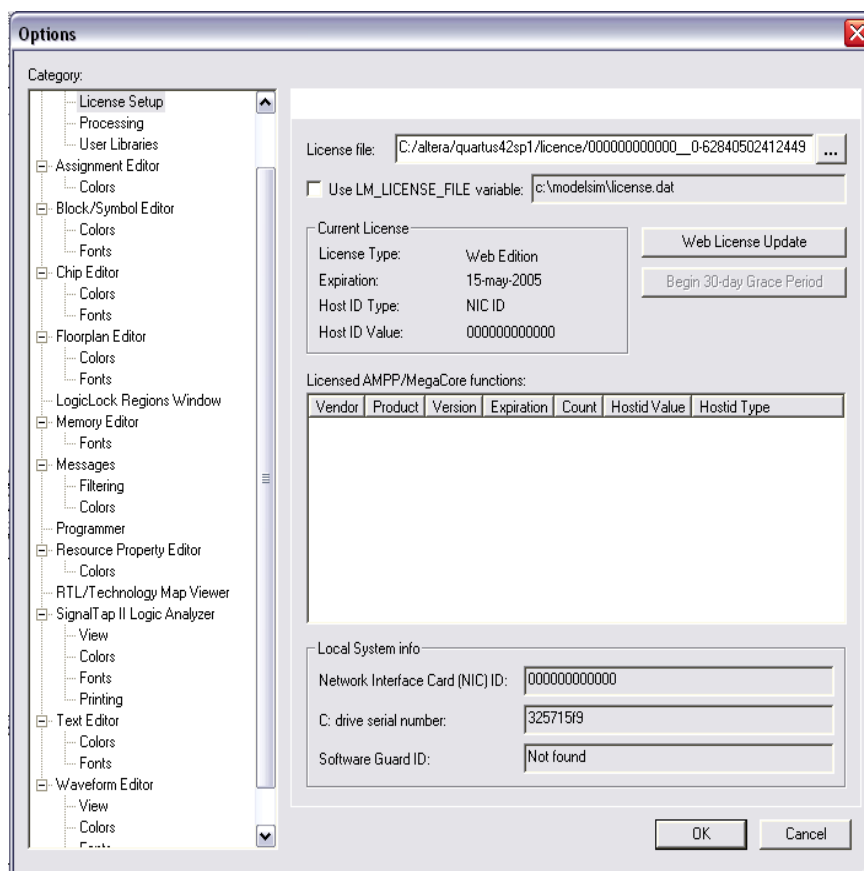 Options
Category:
License Setup
Processing
User Libraries
Assignment Editor
Colors
Block/Symbol Editor
Colors
Fonts
Chip Editor
Colors
Fonts
Floorplan Editor
Colors
Fonts
LogicLock Regions Window
Memory Editor
Fonts
Messages
Filtering
Colors
Programmer
Resource Property Editor
Colors
RTL/Technology Map Viewer
SignalTap II Logic Analyzer
View
Colors
Fonts
Printing
Text Editor
Colors
Fonts
Waveform Editor
View
Colors
Fonts
License file: C:/altera/quartus42sp1/licence/000000000000__0-62840502412449 ...
Use LM_LICENSE_FILE variable: c:\modelsim\license.dat
Current License
License Type: Web Edition
Expiration: 15-may-2005
Host ID Type: NIC ID
Host ID Value: 000000000000
Web License Update
Begin 30-day Grace Period
Licensed AMPP/MegaCore functions:
Vendor Product Version Expiration Count Hostid Value Hostid Type
Local System info
Network Interface Card (NIC) ID: 000000000000
C: drive serial number: 325715f9
Software Guard ID: Not found
OK Cancel